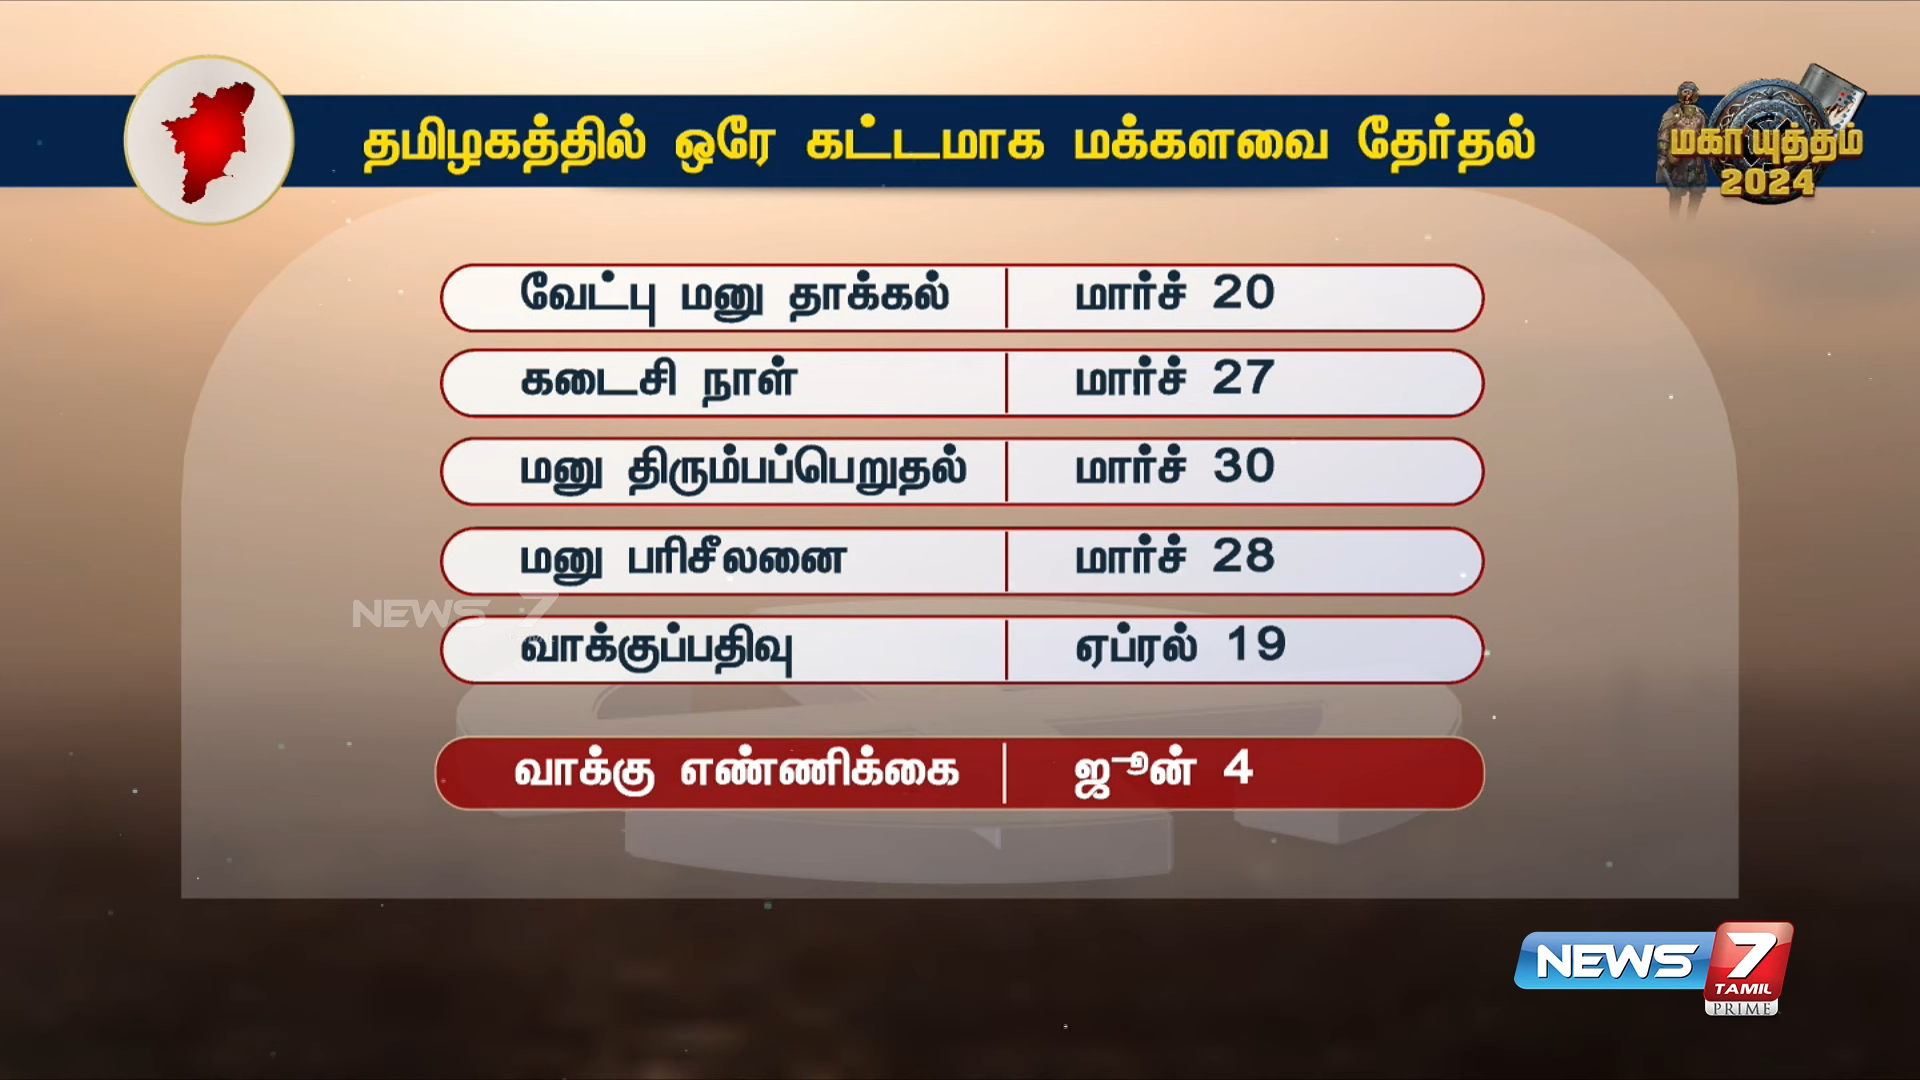 தமிழகத்தில் ஒரே கட்டமாக மக்களவை தேர்தல்
மகா யுத்தம்
2024
வேட்பு மனு தாக்கல் மார்ச் 20
கடைசி நாள் மார்ச் 27
மனு திரும்பப்பெறுதல் மார்ச் 30
மனு பரிசீலனை மார்ச் 28
NEWS 7
வாக்குப்பதிவு ஏப்ரல் 19
வாக்கு எண்ணிக்கை ஜூன் 4
NEWS 7
TAMIL
PRIME